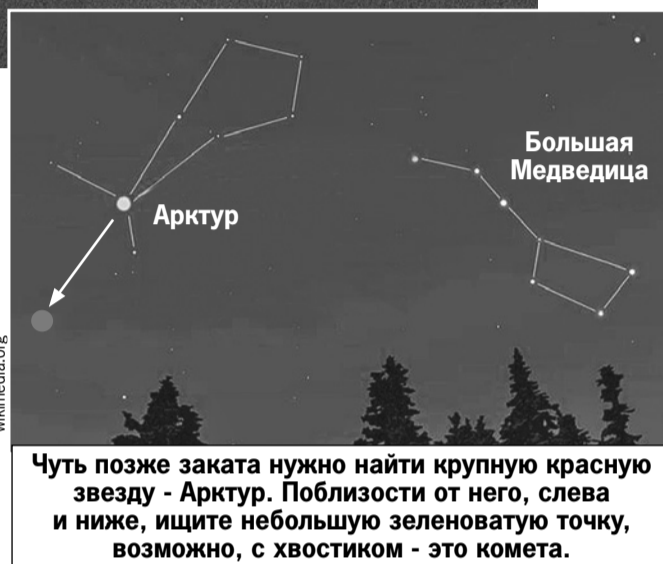 Большая
Медведица
Арктур
wikimedia.org
Чуть позже заката нужно найти крупную красную
звезду - Арктур. Поблизости от него, слева
и ниже, ищите небольшую зеленоватую точку,
возможно, с хвостиком - это комета.